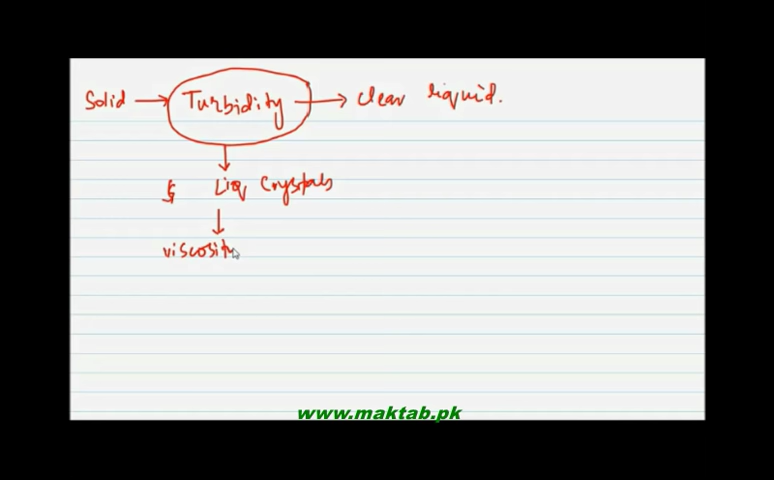 Solid → Turbidity → clear liquid.
Liq Crystals
viscosity
www.maktab.pk